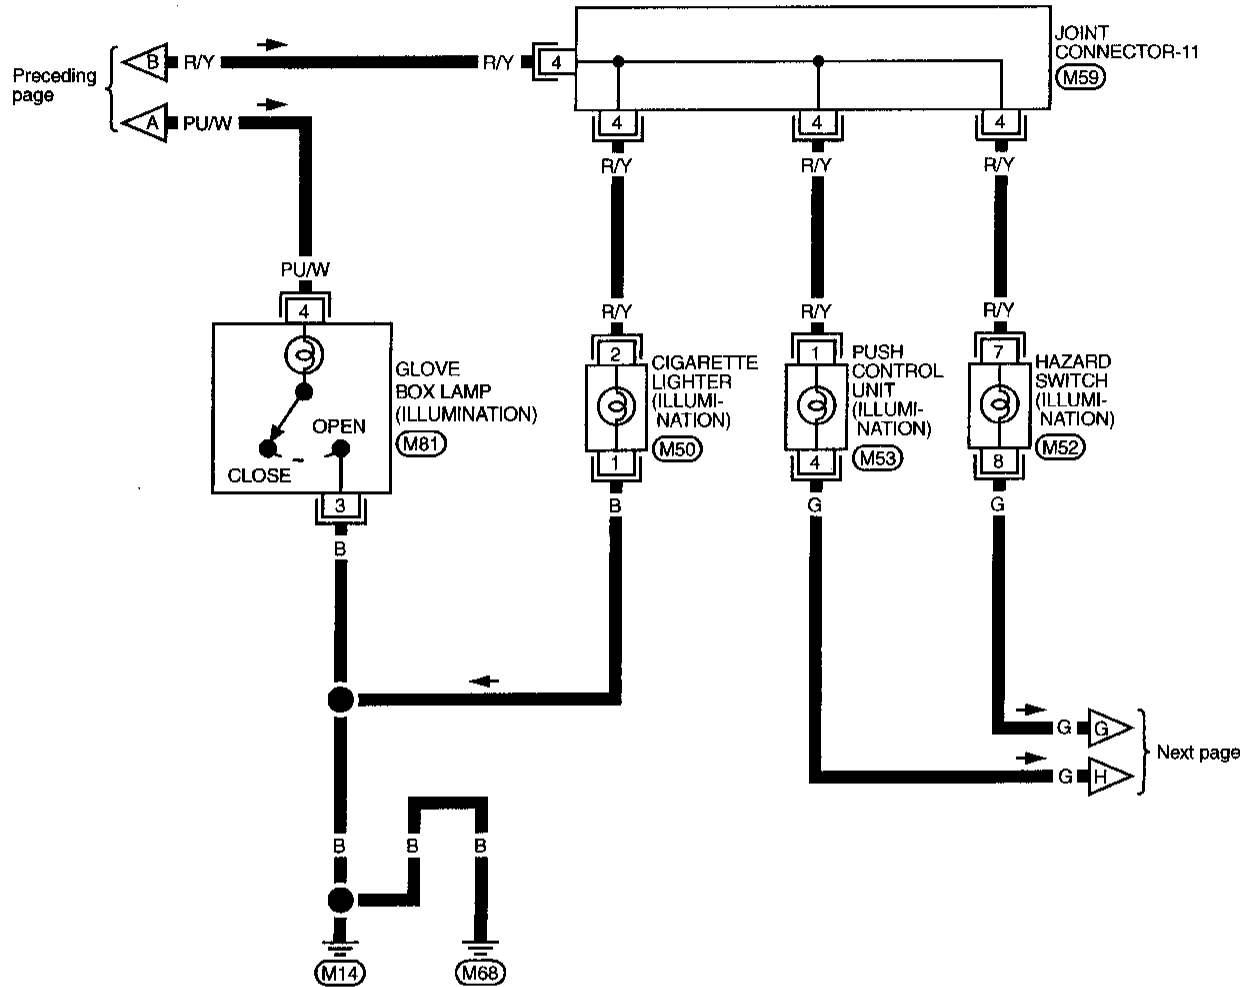 JOINT
CONNECTOR-11
M59
Preceding
page
B R/Y R/Y 4
A PU/W
4 4 4
R/Y R/Y R/Y
PU/W
4
R/Y R/Y R/Y
2 1 7
GLOVE
BOX LAMP
(ILLUMINATION)
M81
OPEN
CLOSE
3
CIGARETTE
LIGHTER
(ILLUMI-
NATION)
M50
PUSH
CONTROL
UNIT
(ILLUMI-
NATION)
M53
HAZARD
SWITCH
(ILLUMI-
NATION)
M52
1 4 8
B G G
B
G G
G H
Next page
B B B
M14 M68